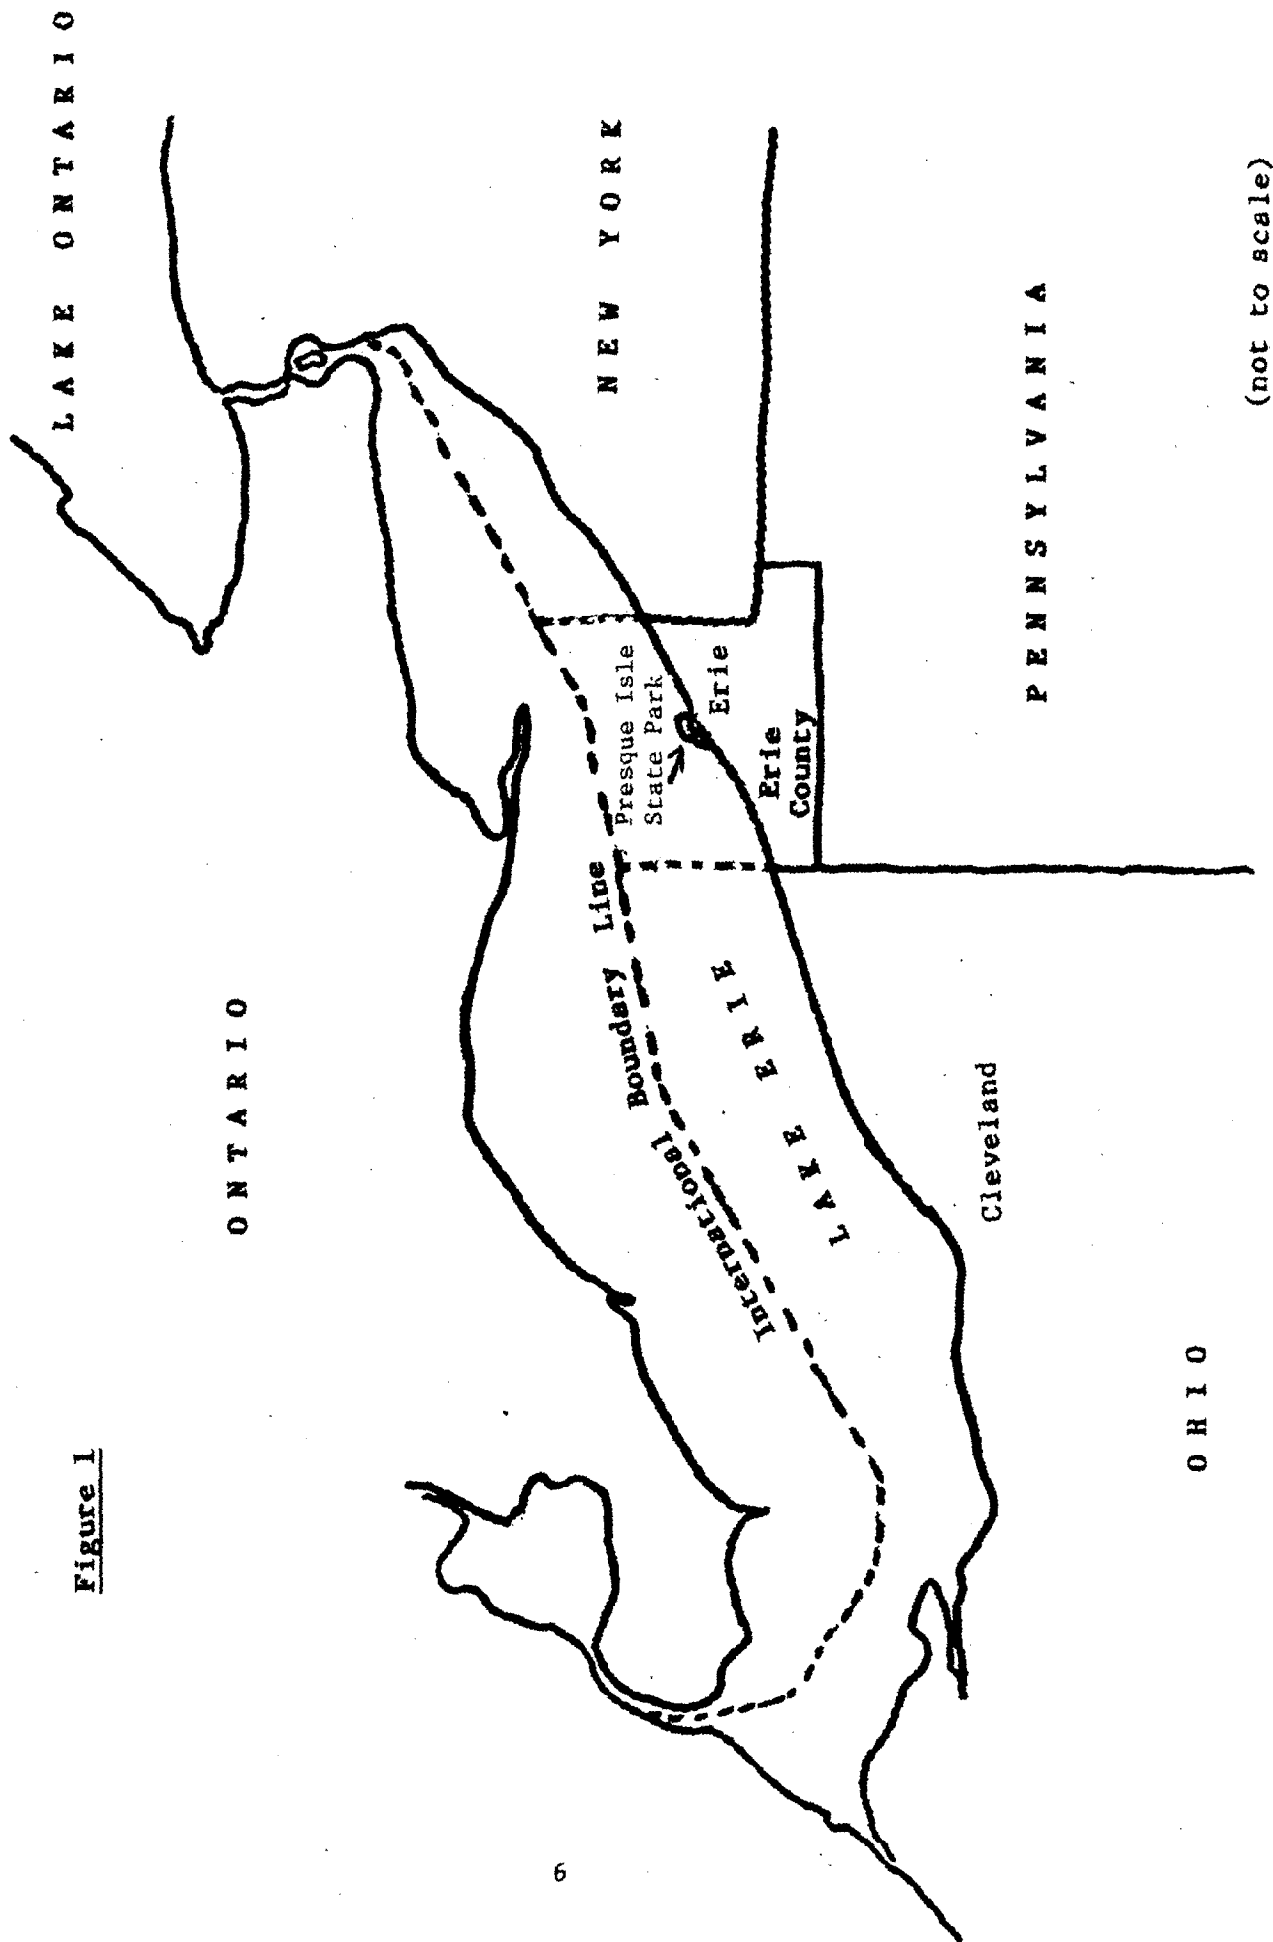 Figure 1
LAKE ONTARIO
ONTARIO
NEW YORK
International Boundary Line
Presque Isle
State Park
Erie
LAKE ERIE
Erie
County
Cleveland
PENNSYLVANIA
OHIO
(not to scale)
6